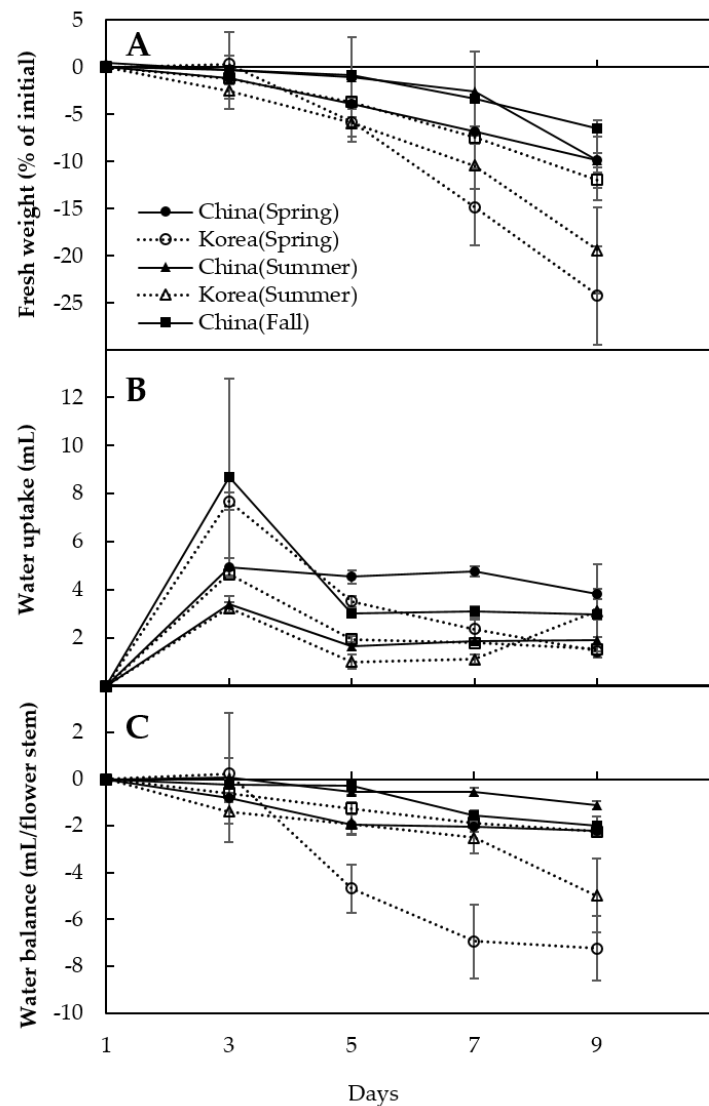 5
A
0
-5
-10
-15
-20
-25
Fresh weight (% of initial)
China(Spring)
Korea(Spring)
China(Summer)
Korea(Summer)
China(Fall)
B
12
10
8
6
4
2
Water uptake (mL)
C
2
0
-2
-4
-6
-8
-10
Water balance (mL/flower stem)
1 3 5 7 9
Days